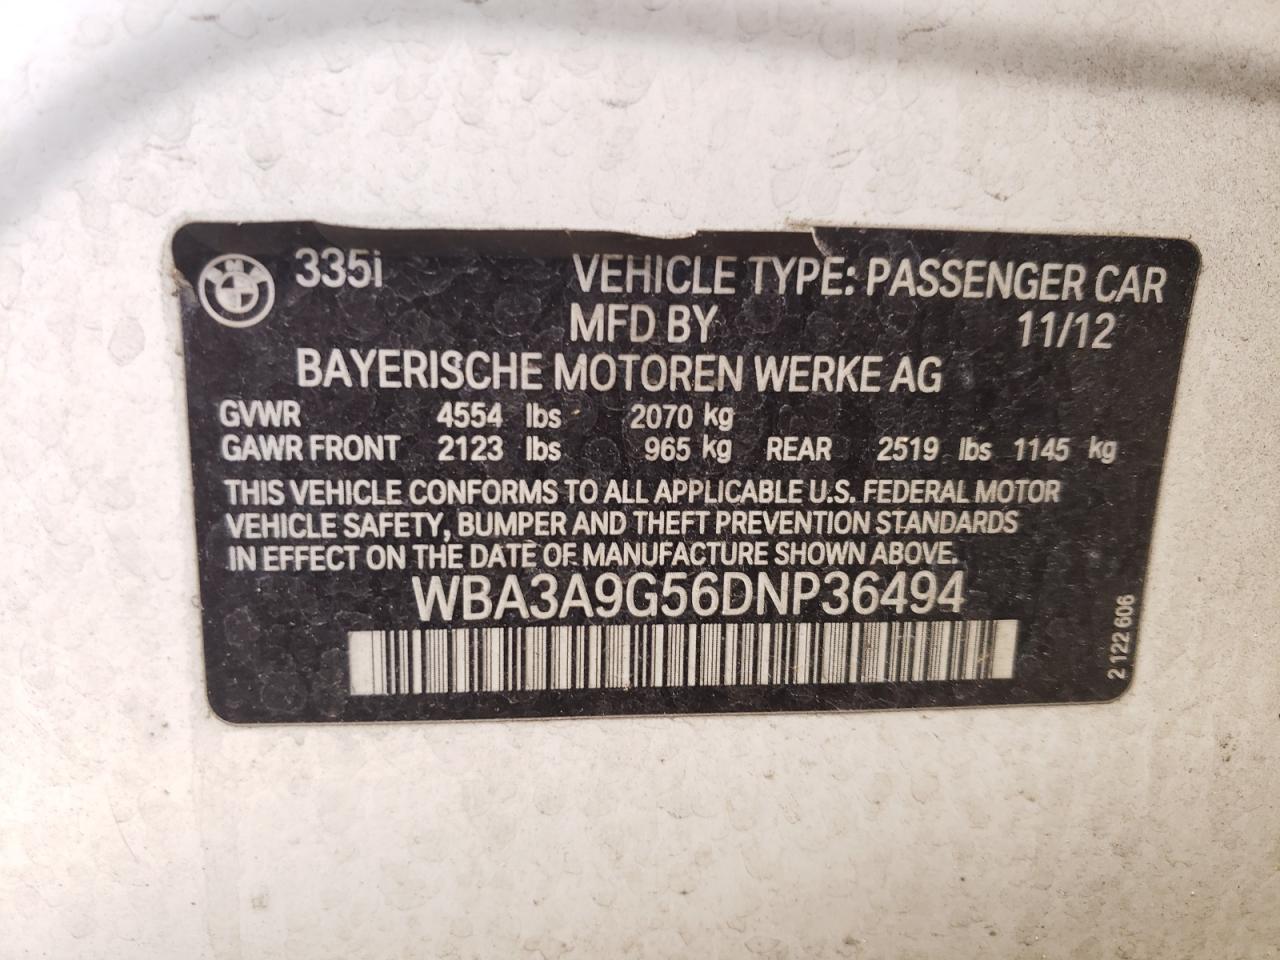 335i VEHICLE TYPE: PASSENGER CAR
MFD BY 11/12
BAYERISCHE MOTOREN WERKE AG
GVWR 4554 lbs 2070 kg
GAWR FRONT 2123 lbs 965 kg REAR 2519 lbs 1145 kg
THIS VEHICLE CONFORMS TO ALL APPLICABLE U.S. FEDERAL MOTOR
VEHICLE SAFETY, BUMPER AND THEFT PREVENTION STANDARDS
IN EFFECT ON THE DATE OF MANUFACTURE SHOWN ABOVE.
WBA3A9G56DNP36494
2 122 606